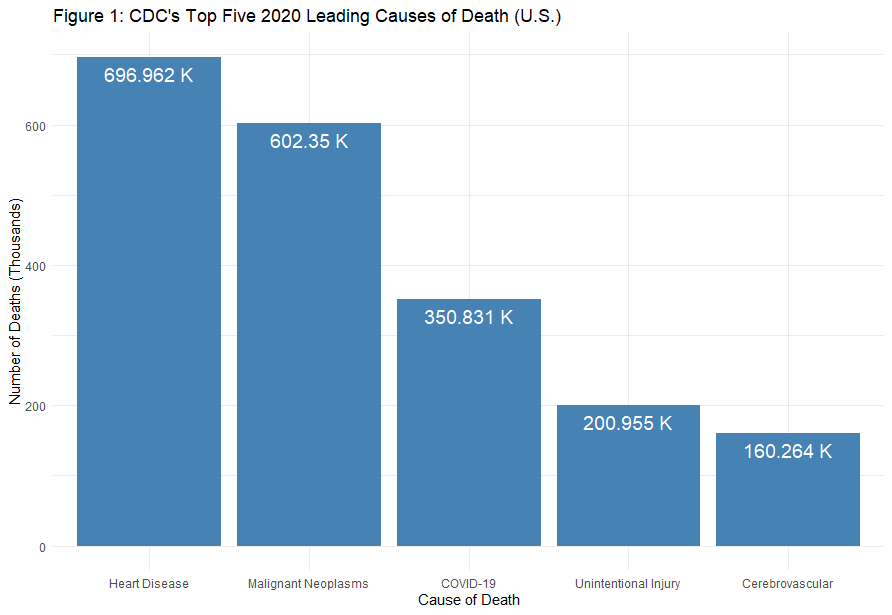 Figure 1: CDC's Top Five 2020 Leading Causes of Death (U.S.)
696.962 K
602.35 K
350.831 K
200.955 K
160.264 K
Number of Deaths (Thousands)
600
400
200
0
Heart Disease
Malignant Neoplasms
COVID-19
Unintentional Injury
Cerebrovascular
Cause of Death